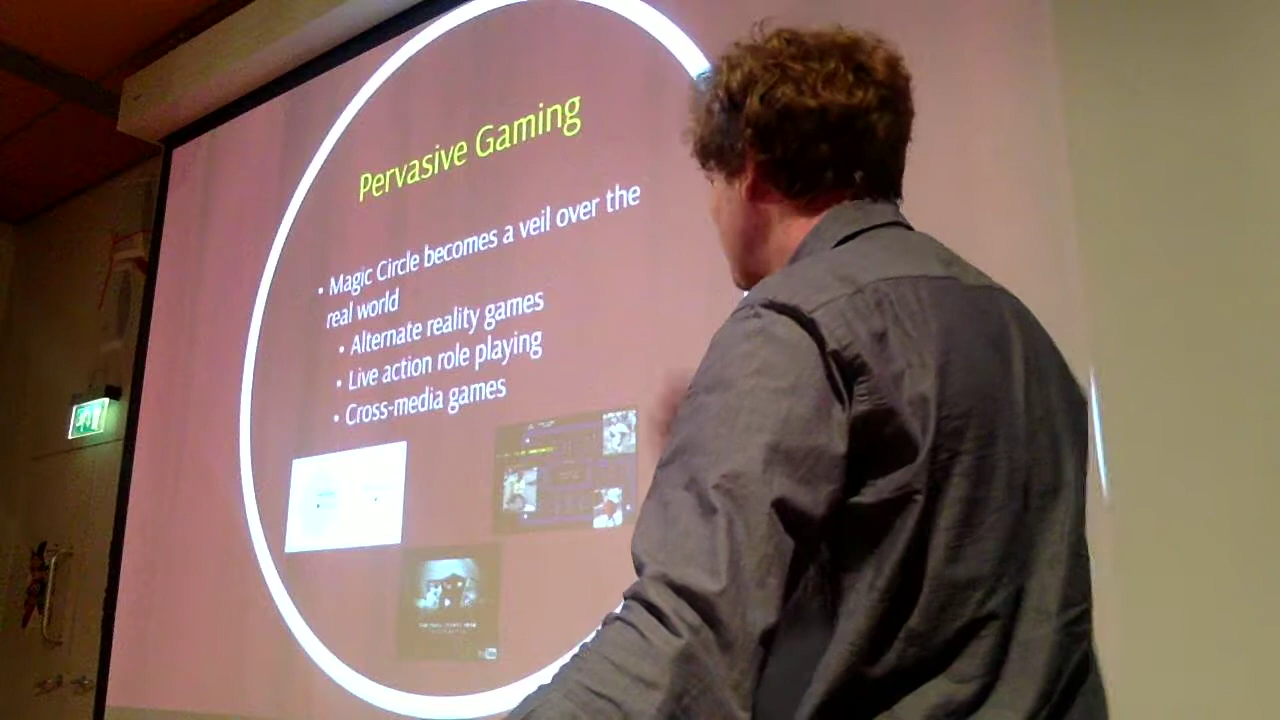 Pervasive Gaming
• Magic Circle becomes a veil over the
real world
• Alternate reality games
• Live action role playing
• Cross-media games